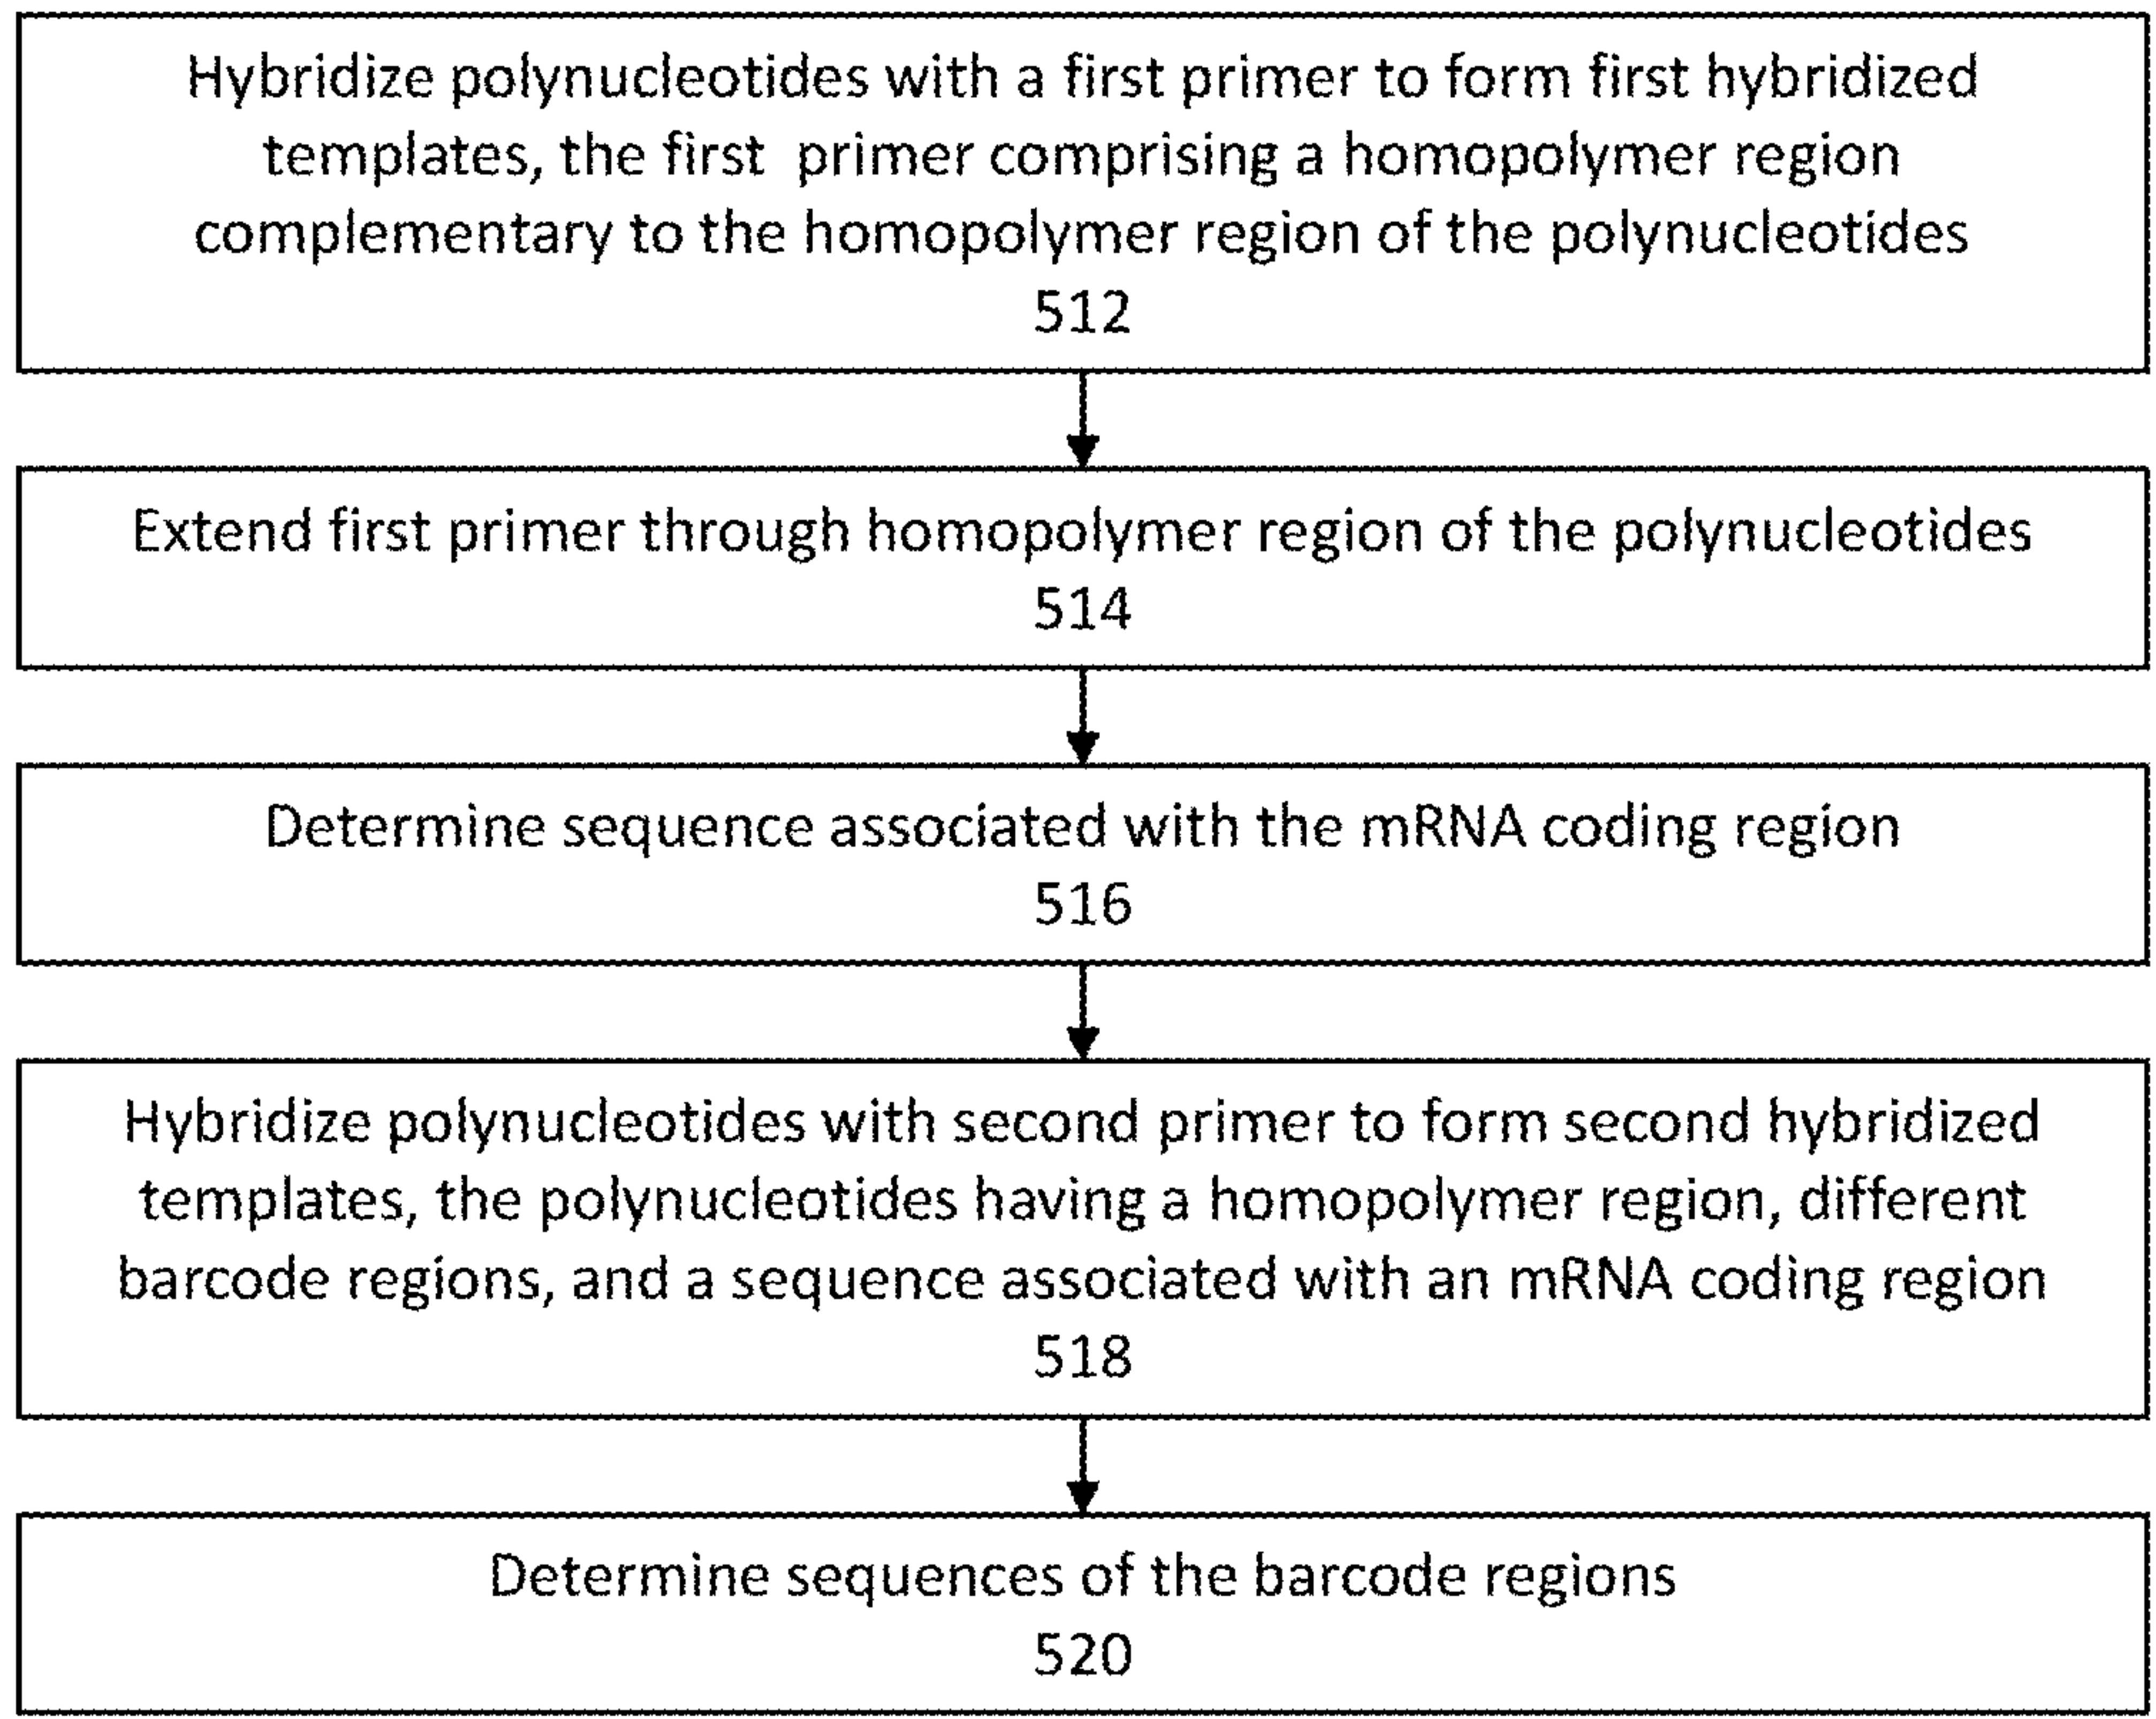 Hybridize polynucleotides with a first primer to form first hybridized
templates, the first primer comprising a homopolymer region
complementary to the homopolymer region of the polynucleotides
512
Extend first primer through homopolymer region of the polynucleotides
514
Determine sequence associated with the mRNA coding region
516
Hybridize polynucleotides with second primer to form second hybridized
templates, the polynucleotides having a homopolymer region, different
barcode regions, and a sequence associated with an mRNA coding region
518
Determine sequences of the barcode regions
520